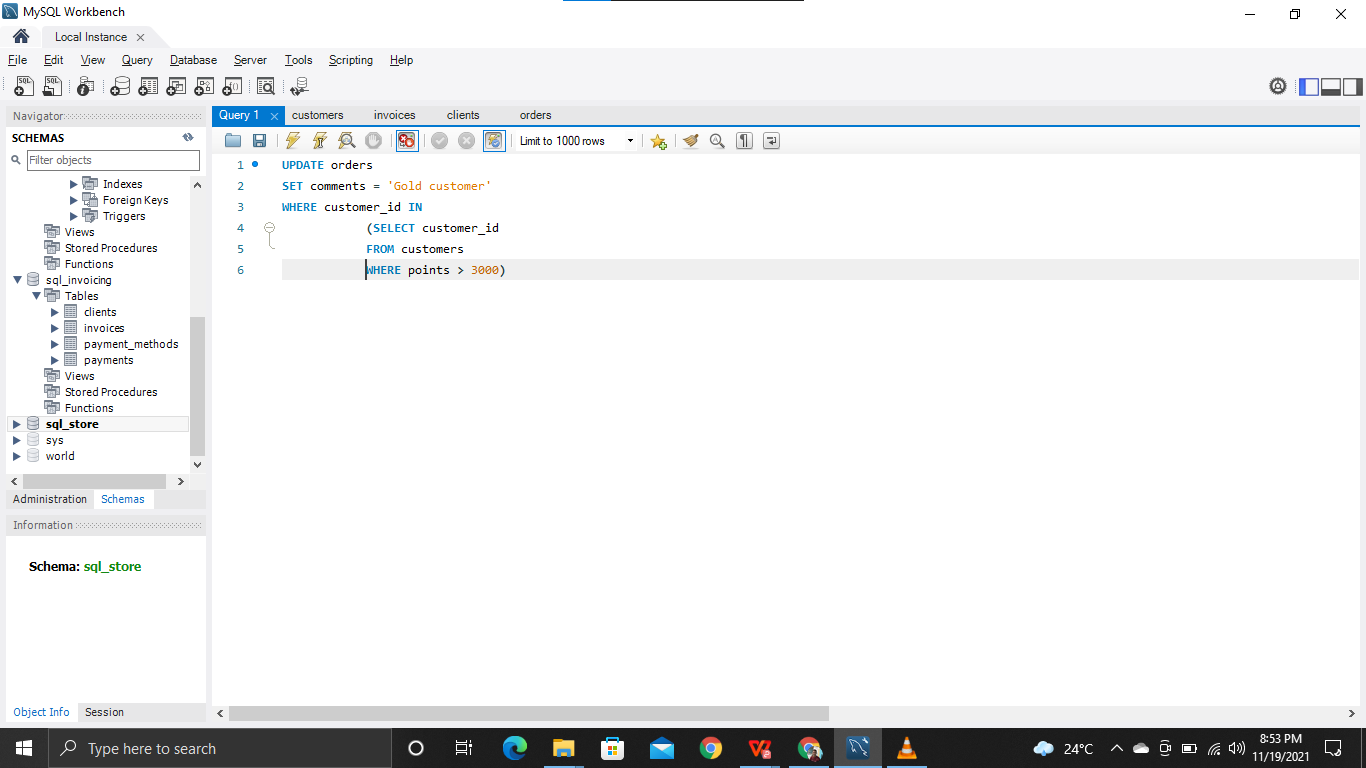 MySQL Workbench
Local Instance
File Edit View Query Database Server Tools Scripting Help
Navigator
SCHEMAS
Filter objects
Indexes
Foreign Keys
Triggers
Views
Stored Procedures
Functions
sql_invoicing
Tables
clients
invoices
payment_methods
payments
Views
Stored Procedures
Functions
sql_store
sys
world
Administration Schemas
Information
Schema: sql_store
Object Info Session
Query 1 customers invoices clients orders
Limit to 1000 rows
1 UPDATE orders
2 SET comments = 'Gold customer'
3 WHERE customer_id IN
4 (SELECT customer_id
5 FROM customers
6 WHERE points > 3000)
Type here to search
24°C
8:53 PM
11/19/2021